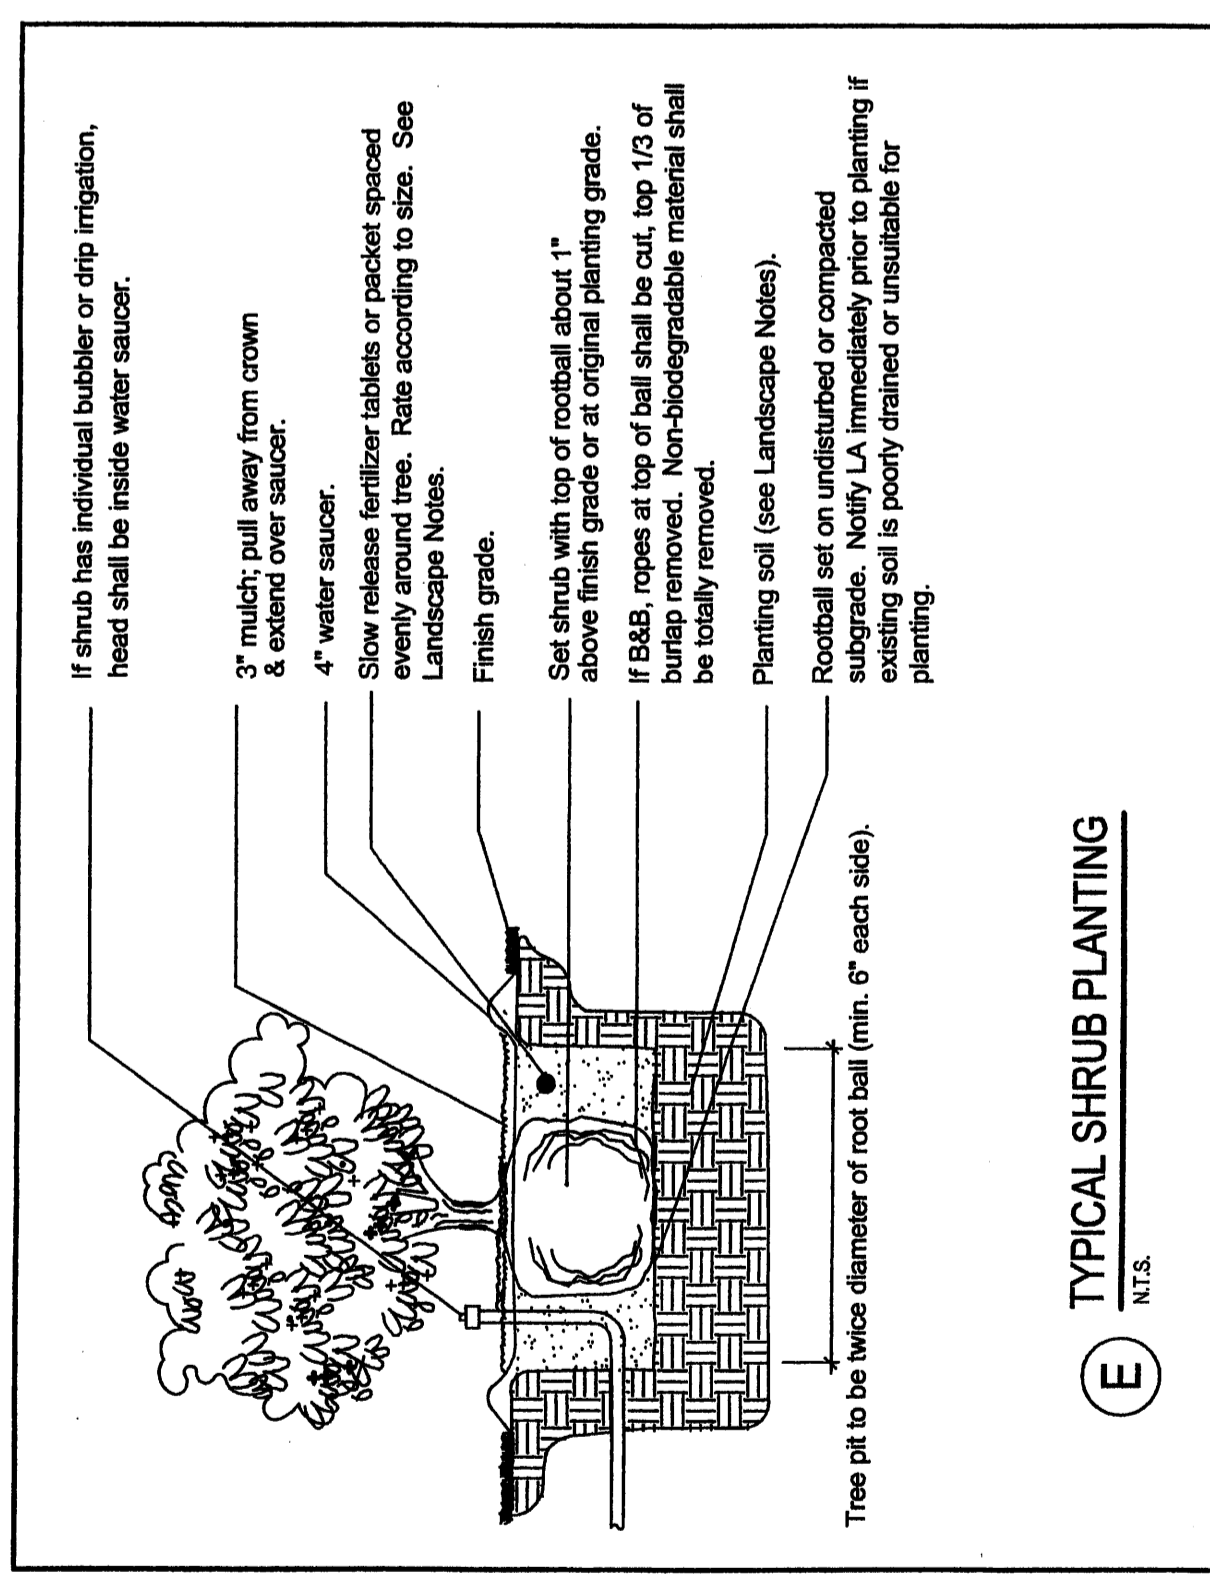 If shrub has individual bubbler or drip irrigation,
head shall be inside water saucer.
3" mulch; pull away from crown
& extend over saucer.
4" water saucer.
Slow release fertilizer tablets or packet spaced
evenly around tree. Rate according to size. See
Landscape Notes.
Finish grade.
Set shrub with top of rootball about 1"
above finish grade or at original planting grade.
If B&B, ropes at top of ball shall be cut, top 1/3 of
burlap removed. Non-biodegradable material shall
be totally removed.
Planting soil (see Landscape Notes).
Rootball set on undisturbed or compacted
subgrade. Notify LA immediately prior to planting if
existing soil is poorly drained or unsuitable for
planting.
Tree pit to be twice diameter of root ball (min. 6" each side).
E
TYPICAL SHRUB PLANTING
N.T.S.